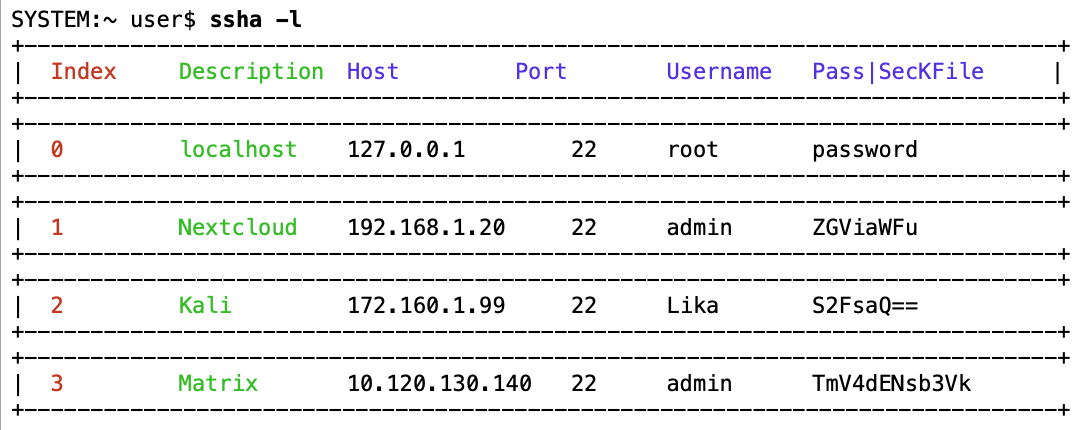 SYSTEM:~ user$ ssha -l
+-------------------------------------------------------------------------------+
| Index Description Host Port Username Pass|SecKFile |
+-------------------------------------------------------------------------------+
+-------------------------------------------------------------------------------+
| 0 localhost 127.0.0.1 22 root password
+-------------------------------------------------------------------------------+
+-------------------------------------------------------------------------------+
| 1 Nextcloud 192.168.1.20 22 admin ZGViaWFu
+-------------------------------------------------------------------------------+
+-------------------------------------------------------------------------------+
| 2 Kali 172.160.1.99 22 Lika S2FsaQ==
+-------------------------------------------------------------------------------+
+-------------------------------------------------------------------------------+
| 3 Matrix 10.120.130.140 22 admin TmV4dENsb3Vk
+-------------------------------------------------------------------------------+